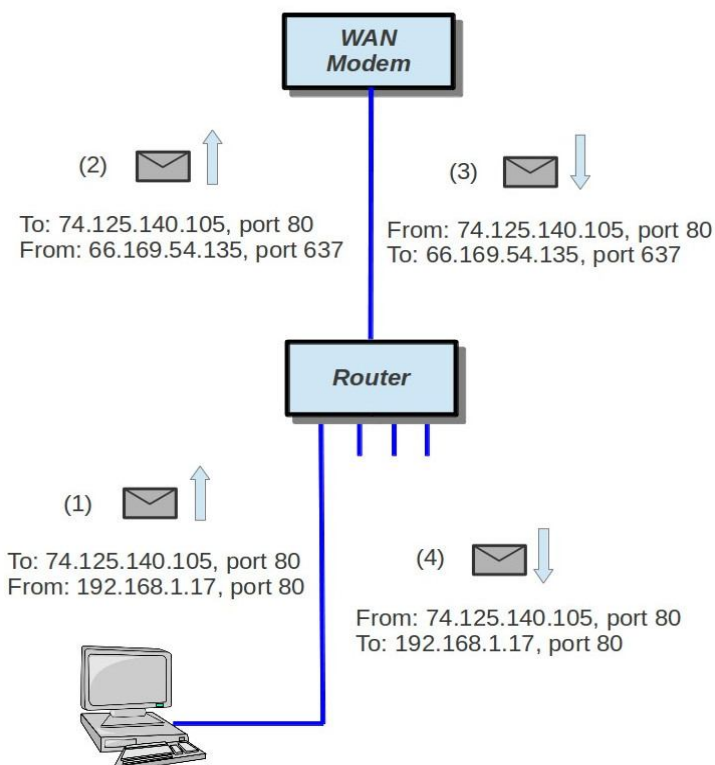 WAN
Modem
(2)
To: 74.125.140.105, port 80
From: 66.169.54.135, port 637
(3)
From: 74.125.140.105, port 80
To: 66.169.54.135, port 637
Router
(1)
To: 74.125.140.105, port 80
From: 192.168.1.17, port 80
(4)
From: 74.125.140.105, port 80
To: 192.168.1.17, port 80